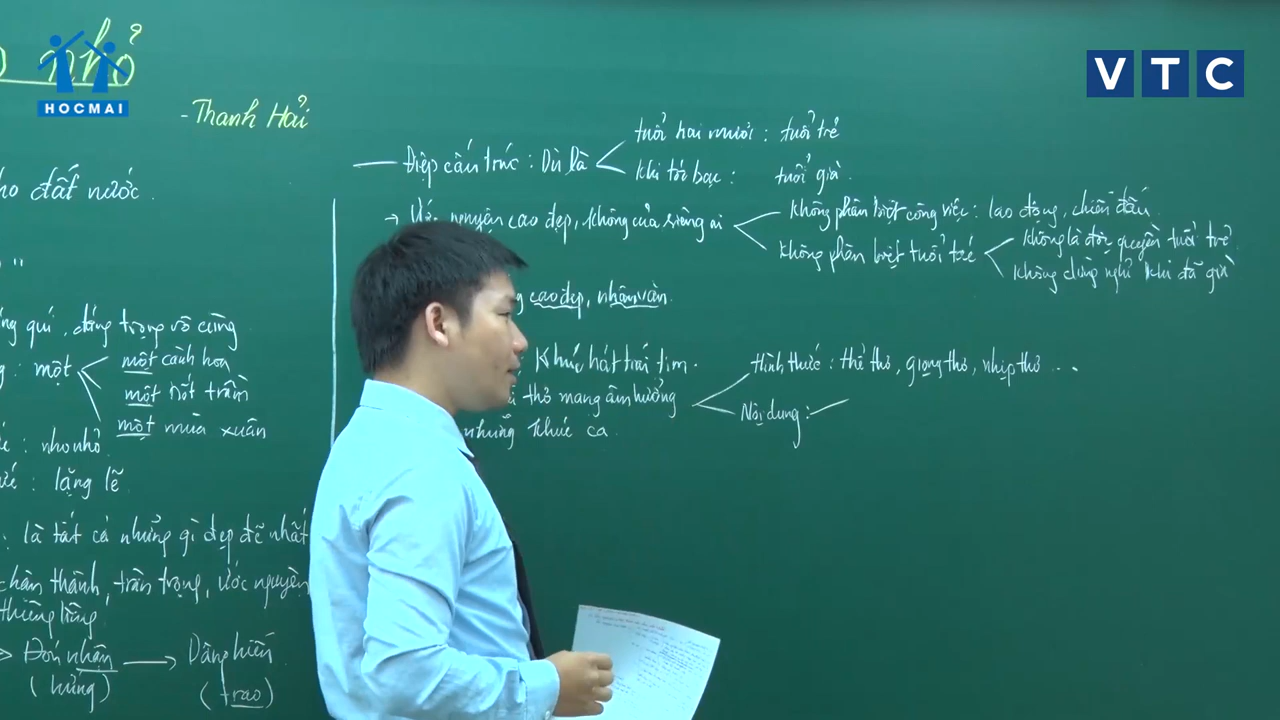 nhỏ
HOCMAI
VTC
- Thanh Hải
cho đất nước.
quí, đáng trọng vô cùng
một
một cành hoa
một nốt trầm
một mùa xuân
: nho nhỏ
: lặng lẽ
: là tất cả những gì đẹp đẽ nhất
chân thành, trân trọng, ước nguyện
thiêng liêng
Đón nhận → Dâng hiến
(hứng) (trao)
Điệp cấu trúc : Dù là
tuổi hai mươi : tuổi trẻ
khi tóc bạc : tuổi già.
→ Ước nguyện cao đẹp, không của riêng ai
không phân biệt công việc : lao động, chiến đấu.
không phân biệt tuổi tác
không là độc quyền tuổi trẻ
không dừng nghỉ khi đã già
cao đẹp, nhân văn.
Khúc hát trái tim.
thơ mang âm hưởng
những khúc ca.
Hình thức : thể thơ, giọng thơ, nhịp thơ ...
Nội dung :